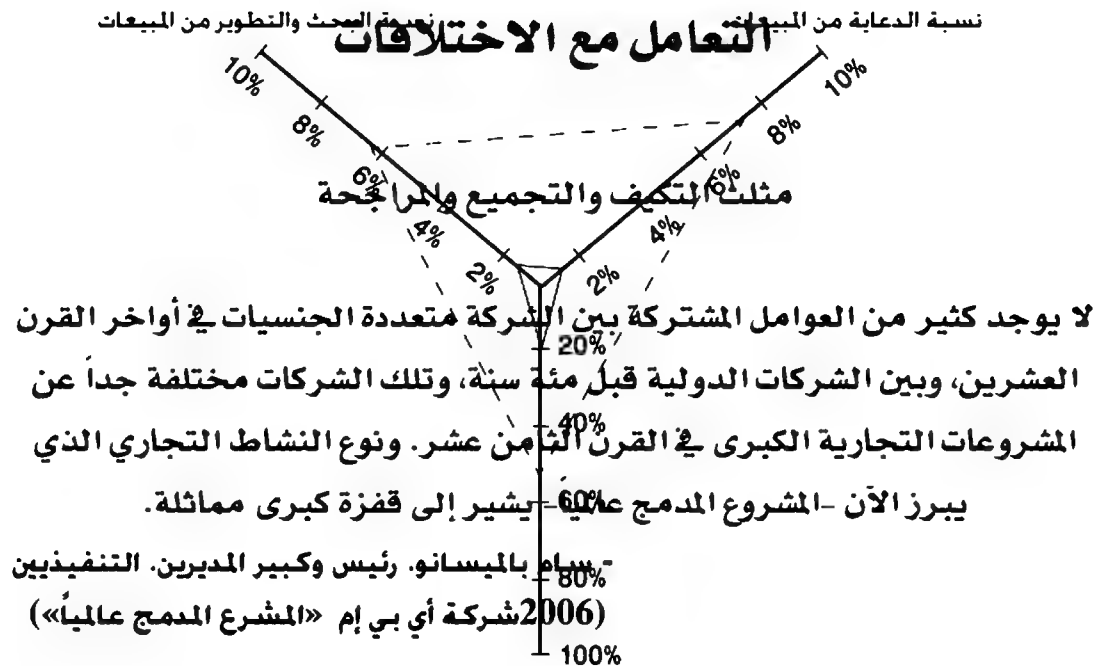 نسبة الدعاية من المبيعات
نسبة البحث والتطوير من المبيعات
التعامل مع الاختلافات
10%
10%
8%
8%
6%
6%
مثلث التكيف والتجميع والمراجحة
4%
4%
2%
2%
لا يوجد كثير من العوامل المشتركة بين الشركة متعددة الجنسيات في أواخر القرن
20%
العشرين، وبين الشركات الدولية قبل مئة سنة، وتلك الشركات مختلفة جداً عن
40%
المشروعات التجارية الكبرى في القرن الثامن عشر. ونوع النشاط التجاري الذي
60%
يبرز الآن -المشروع المدمج عالمياً- يشير إلى قفزة كبرى مماثلة.
- سام بالميسانو. رئيس وكبير المديرين. التنفيذيين
80%
(2006شركة أي بي إم «المشرع المدمج عالمياً»)
100%